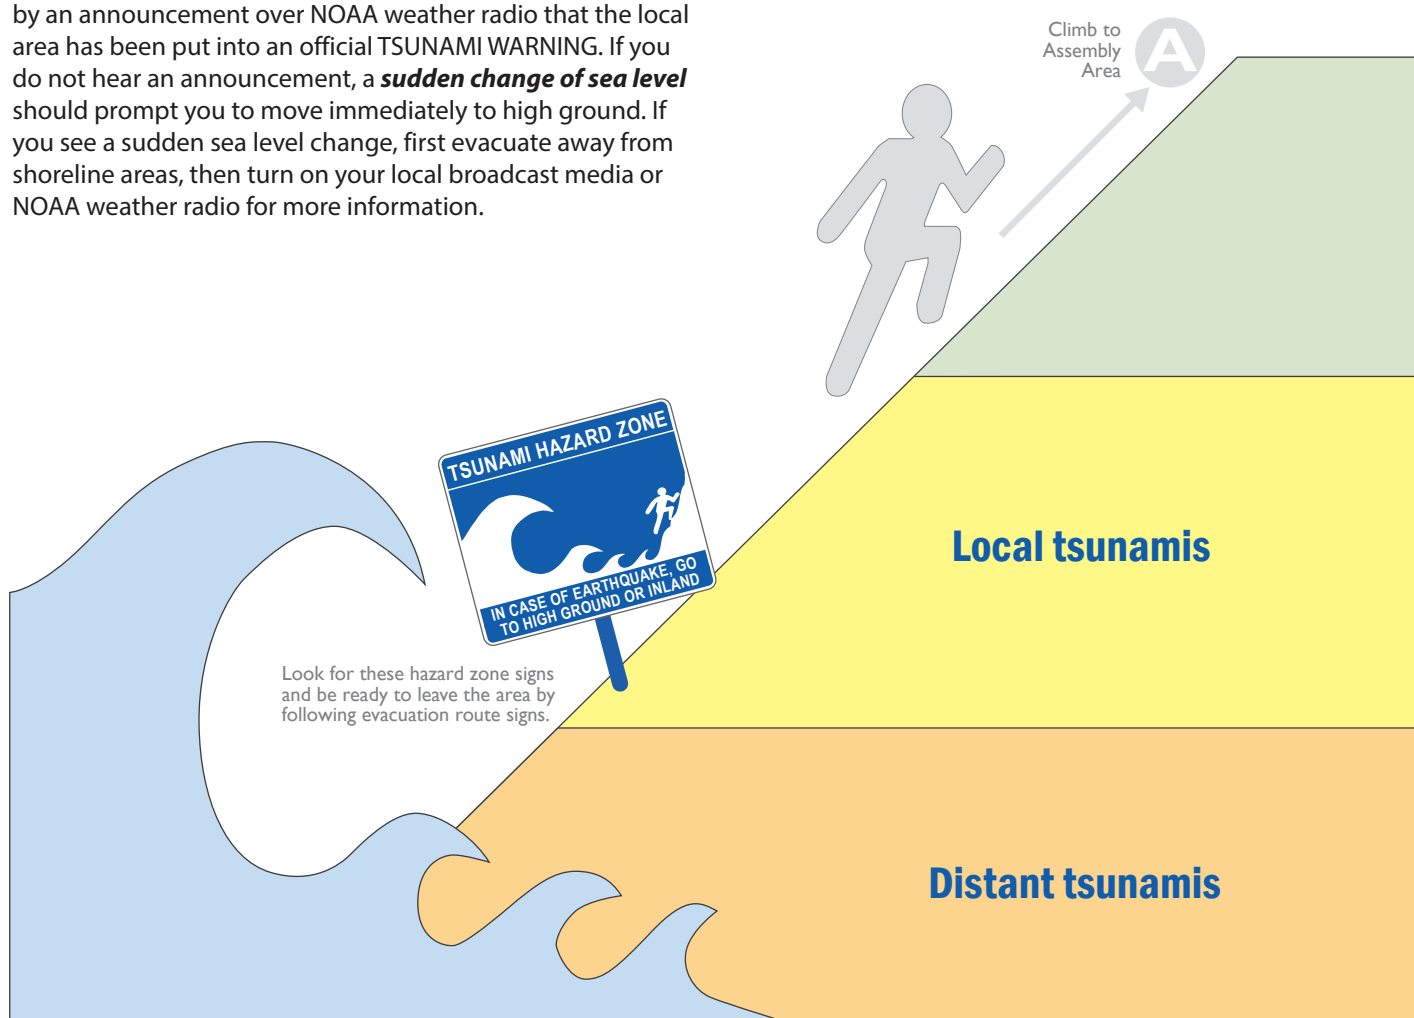 by an announcement over NOAA weather radio that the local
area has been put into an official TSUNAMI WARNING. If you
do not hear an announcement, a sudden change of sea level
should prompt you to move immediately to high ground. If
you see a sudden sea level change, first evacuate away from
shoreline areas, then turn on your local broadcast media or
NOAA weather radio for more information.
Climb to
Assembly
Area
A
TSUNAMI HAZARD ZONE
IN CASE OF EARTHQUAKE, GO
TO HIGH GROUND OR INLAND
Local tsunamis
Look for these hazard zone signs
and be ready to leave the area by
following evacuation route signs.
Distant tsunamis